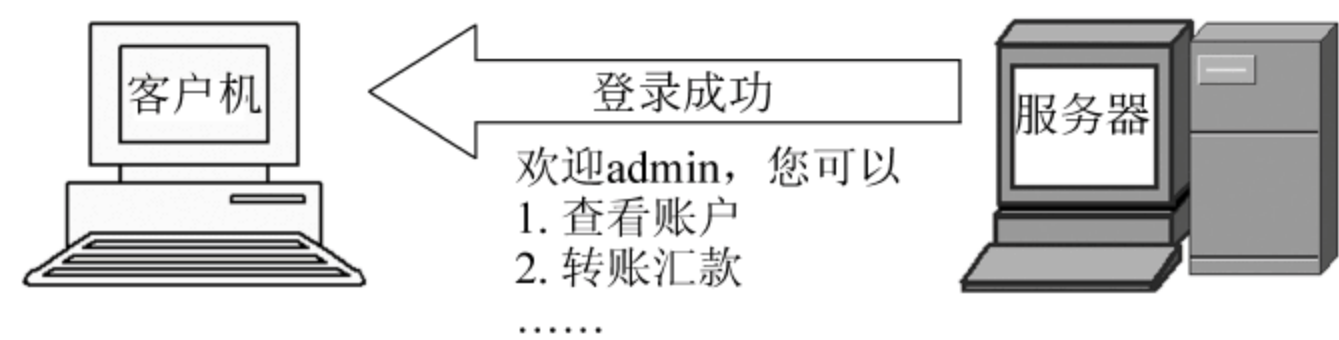 客户机
登录成功
服务器
欢迎admin，您可以
1. 查看账户
2. 转账汇款
……